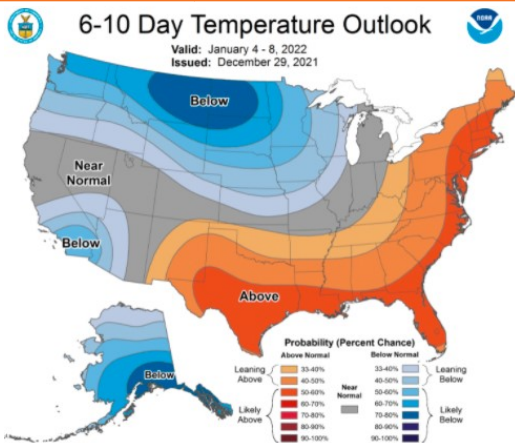 6-10 Day Temperature Outlook
NOAA
Valid: January 4 - 8, 2022
Issued: December 29, 2021
Below
Near
Normal
Below
Above
Below
Probability (Percent Chance)
Above Normal Below Normal
Leaning
Above
33-40%
40-50%
50-60%
60-70%
70-80%
80-90%
90-100%
Likely
Above
Near
Normal
33-40%
40-50%
50-60%
60-70%
70-80%
80-90%
90-100%
Leaning
Below
Likely
Below